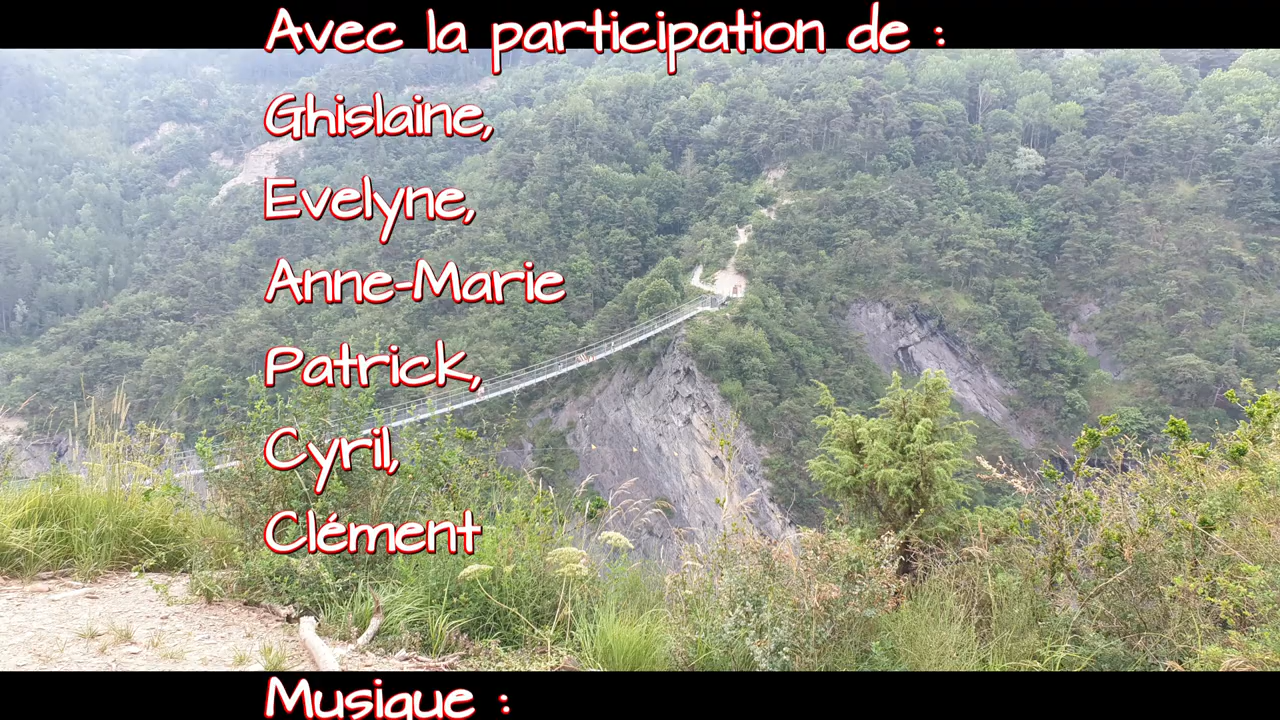 Avec la participation de :
Ghislaine,
Evelyne,
Anne-Marie
Patrick,
Cyril,
Clément
Musique :